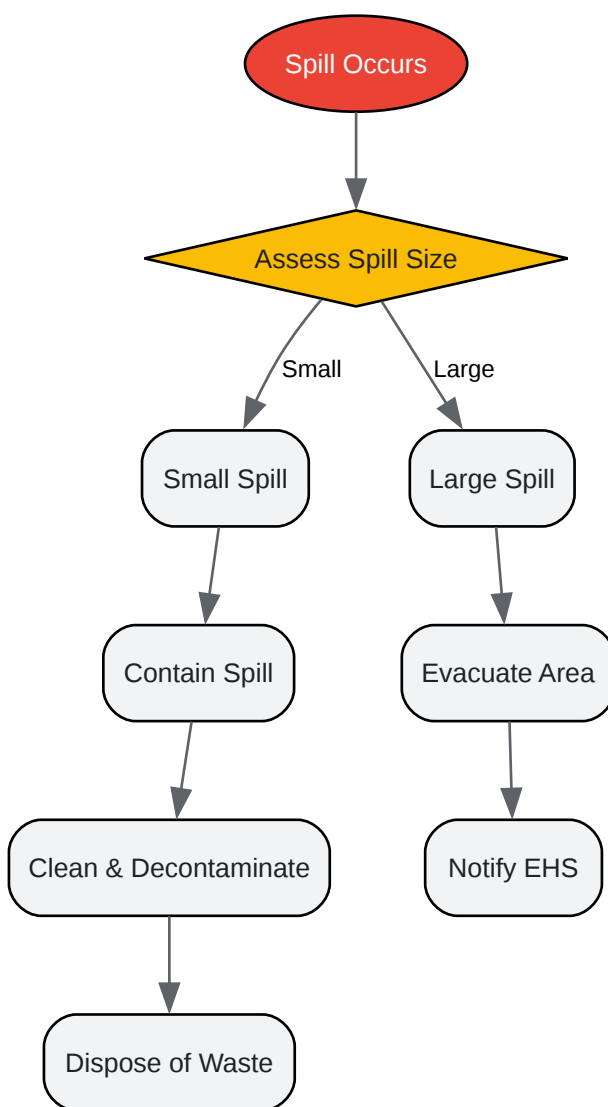 Spill Occurs
Assess Spill Size
Small
Large
Small Spill
Large Spill
Contain Spill
Evacuate Area
Clean & Decontaminate
Notify EHS
Dispose of Waste